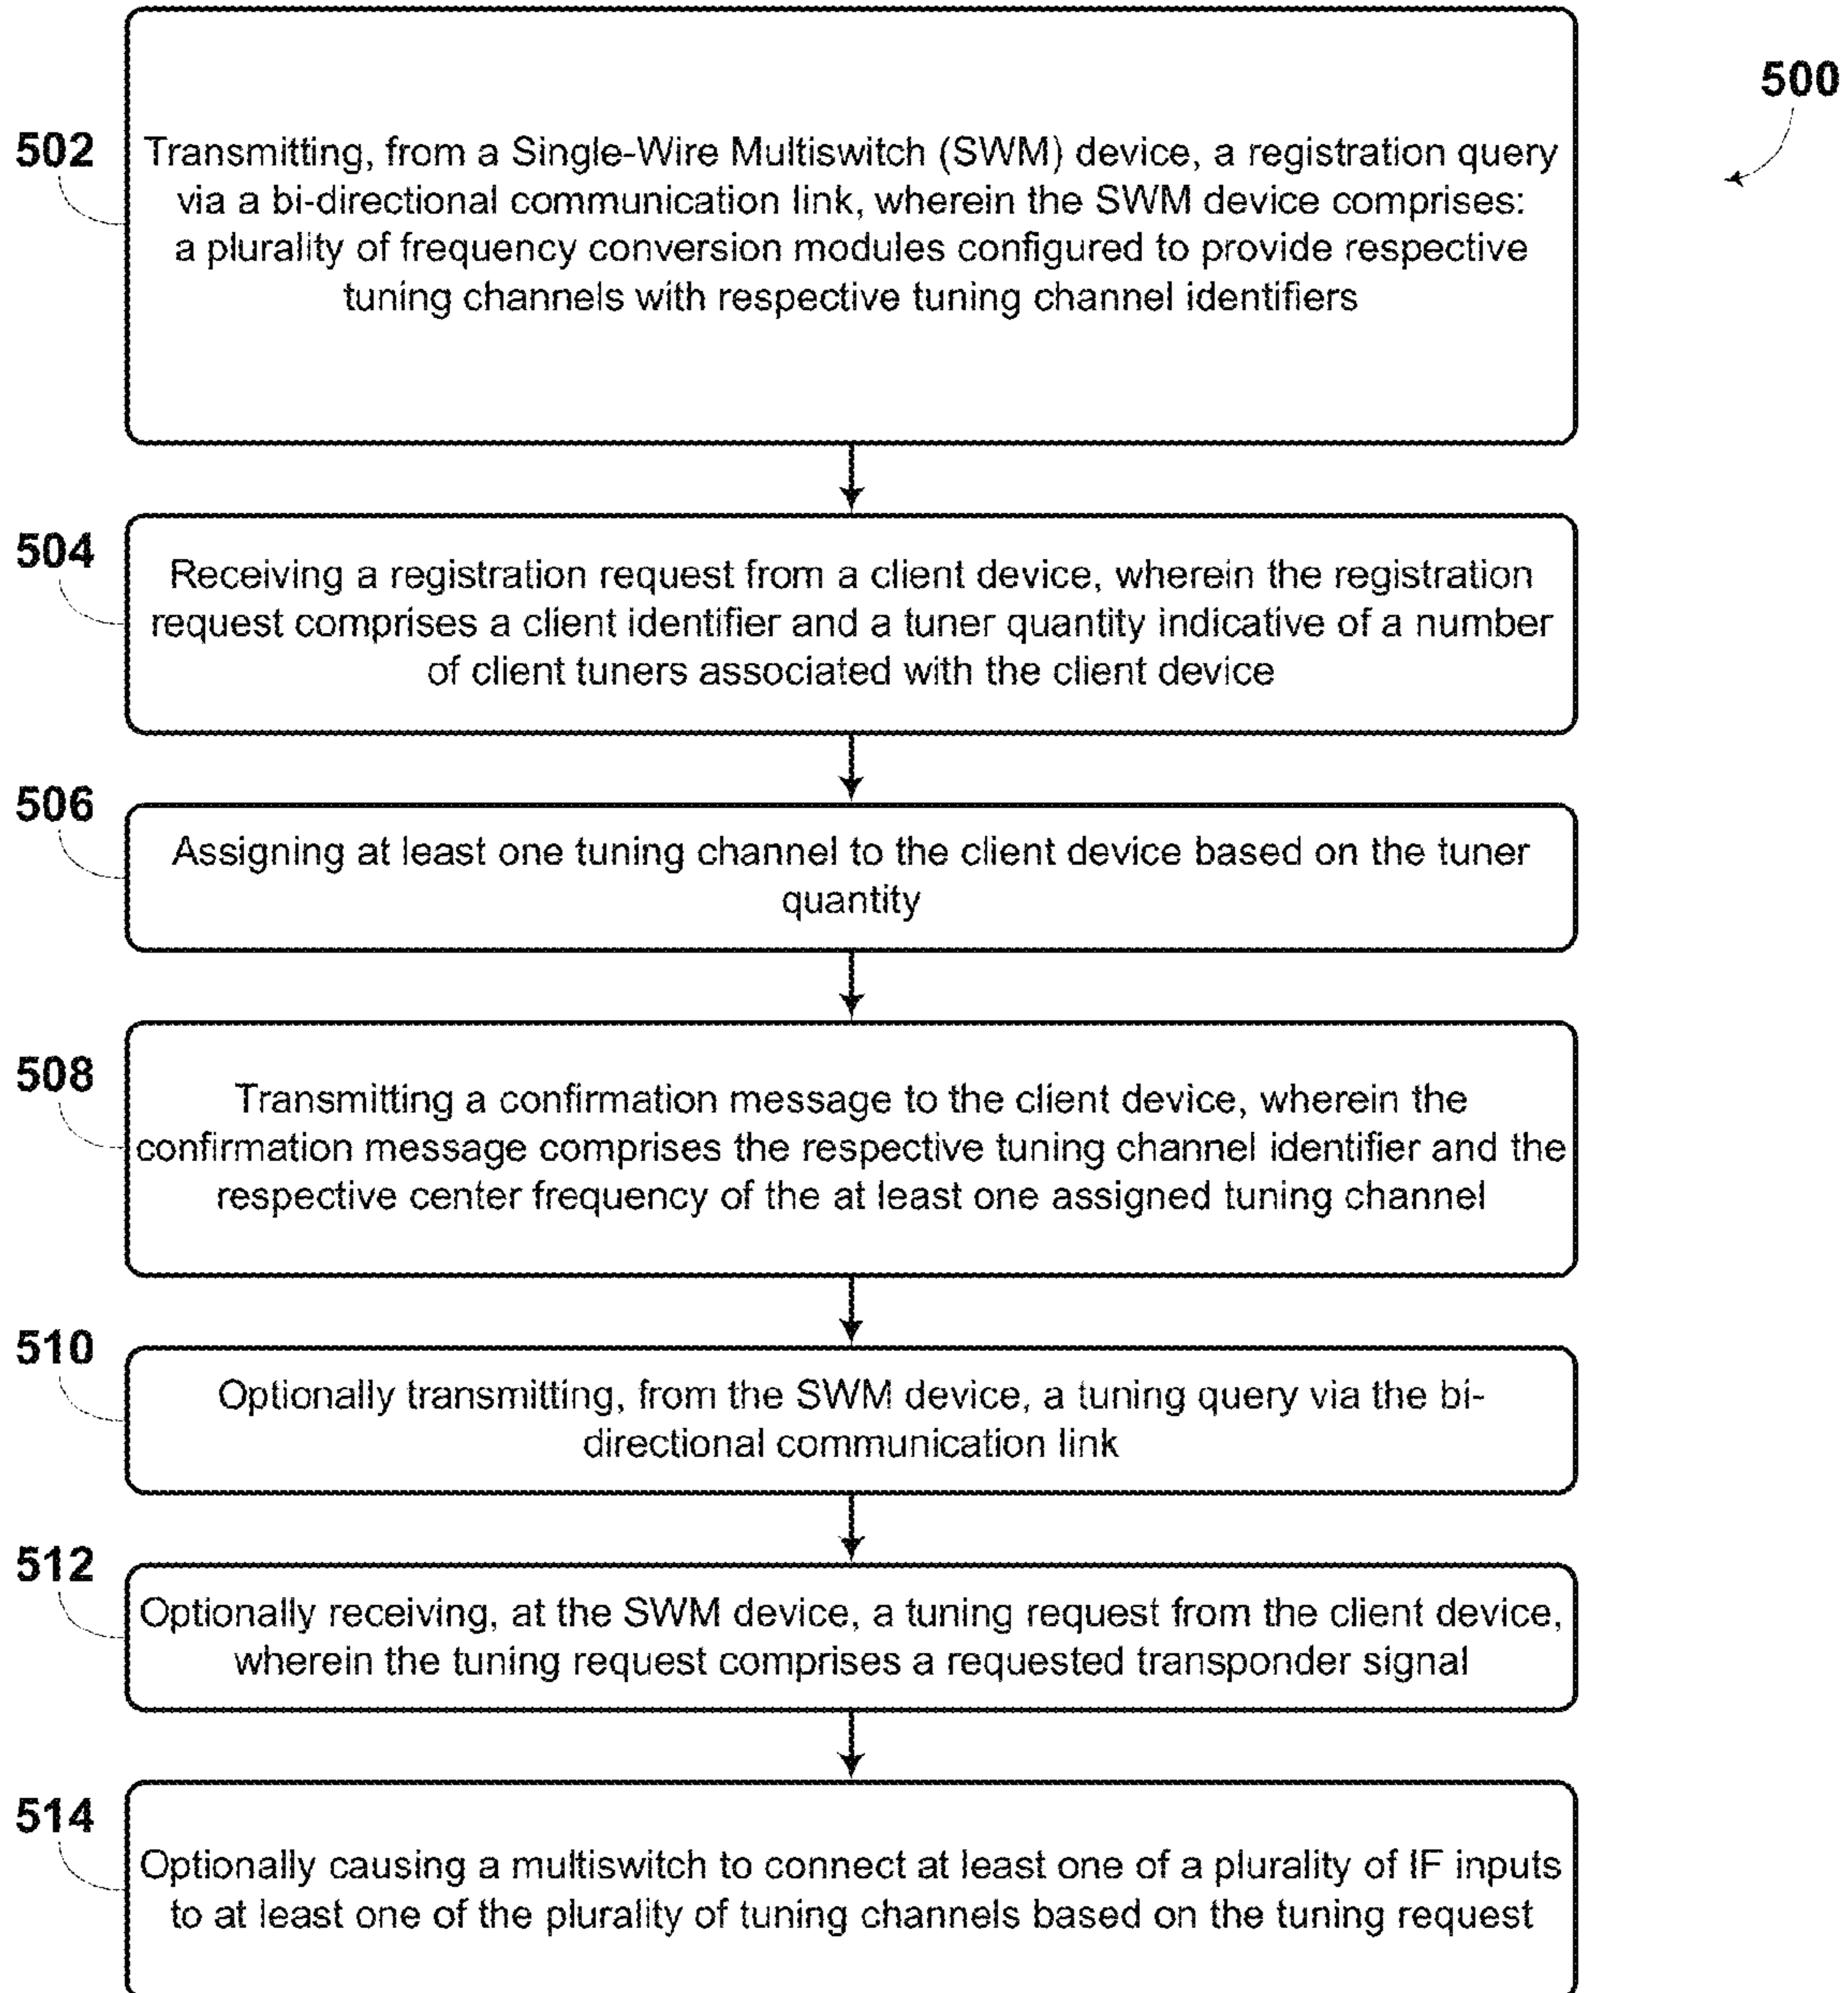 500
502
Transmitting, from a Single-Wire Multiswitch (SWM) device, a registration query
via a bi-directional communication link, wherein the SWM device comprises:
a plurality of frequency conversion modules configured to provide respective
tuning channels with respective tuning channel identifiers
504
Receiving a registration request from a client device, wherein the registration
request comprises a client identifier and a tuner quantity indicative of a number
of client tuners associated with the client device
506
Assigning at least one tuning channel to the client device based on the tuner
quantity
508
Transmitting a confirmation message to the client device, wherein the
confirmation message comprises the respective tuning channel identifier and the
respective center frequency of the at least one assigned tuning channel
510
Optionally transmitting, from the SWM device, a tuning query via the bi-
directional communication link
512
Optionally receiving, at the SWM device, a tuning request from the client device,
wherein the tuning request comprises a requested transponder signal
514
Optionally causing a multiswitch to connect at least one of a plurality of IF inputs
to at least one of the plurality of tuning channels based on the tuning request